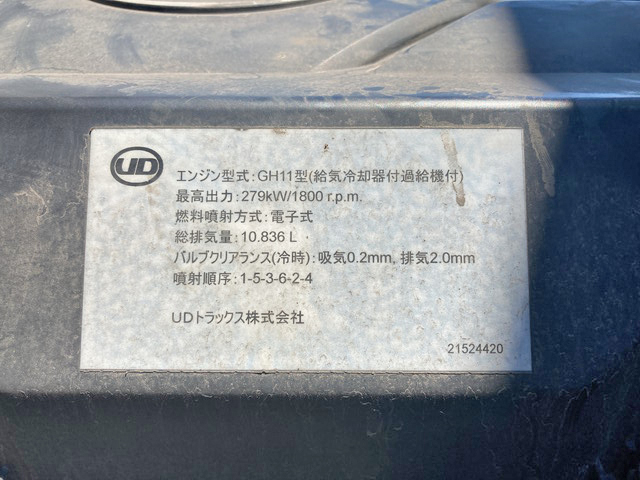 UD
エンジン型式:GH11型(給気冷却器付過給機付)
最高出力:279kW/1800 r.p.m.
燃料噴射方式:電子式
総排気量:10.836 L
バルブクリアランス(冷時):吸気0.2mm, 排気2.0mm
噴射順序:1-5-3-6-2-4
UDトラックス株式会社
21524420